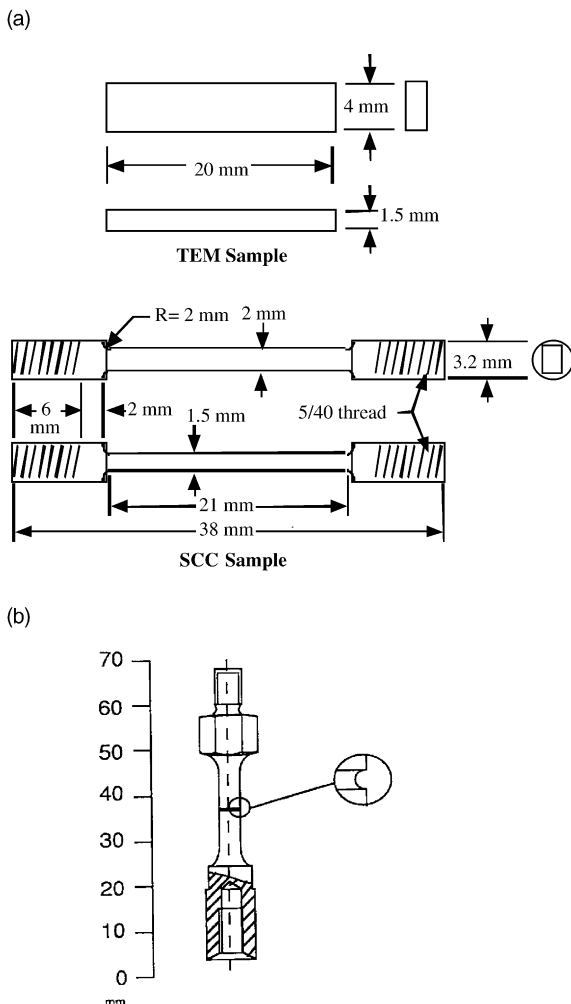 (a)
4 mm
20 mm
1.5 mm
TEM Sample
R= 2 mm
2 mm
3.2 mm
6
mm
2 mm
5/40 thread
1.5 mm
21 mm
38 mm
SCC Sample
(b)
70
60
50
40
30
20
10
0
mm